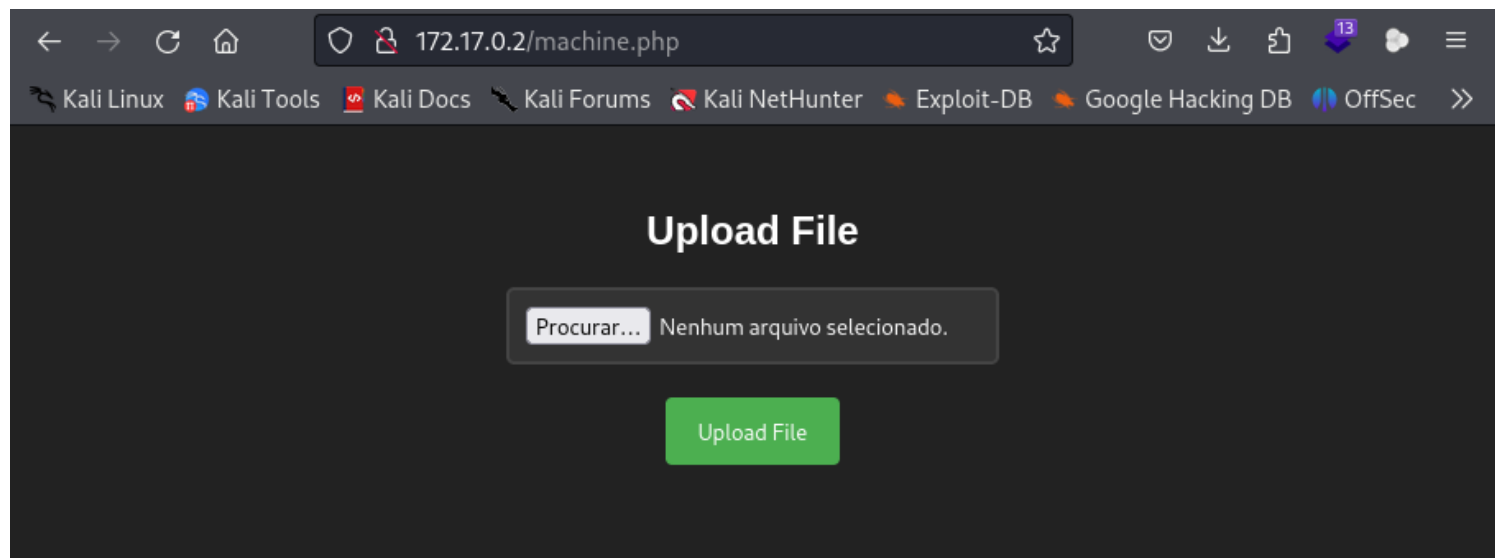 172.17.0.2/machine.php
13
Kali Linux Kali Tools Kali Docs Kali Forums Kali NetHunter Exploit-DB Google Hacking DB OffSec
Upload File
Procurar... Nenhum arquivo selecionado.
Upload File